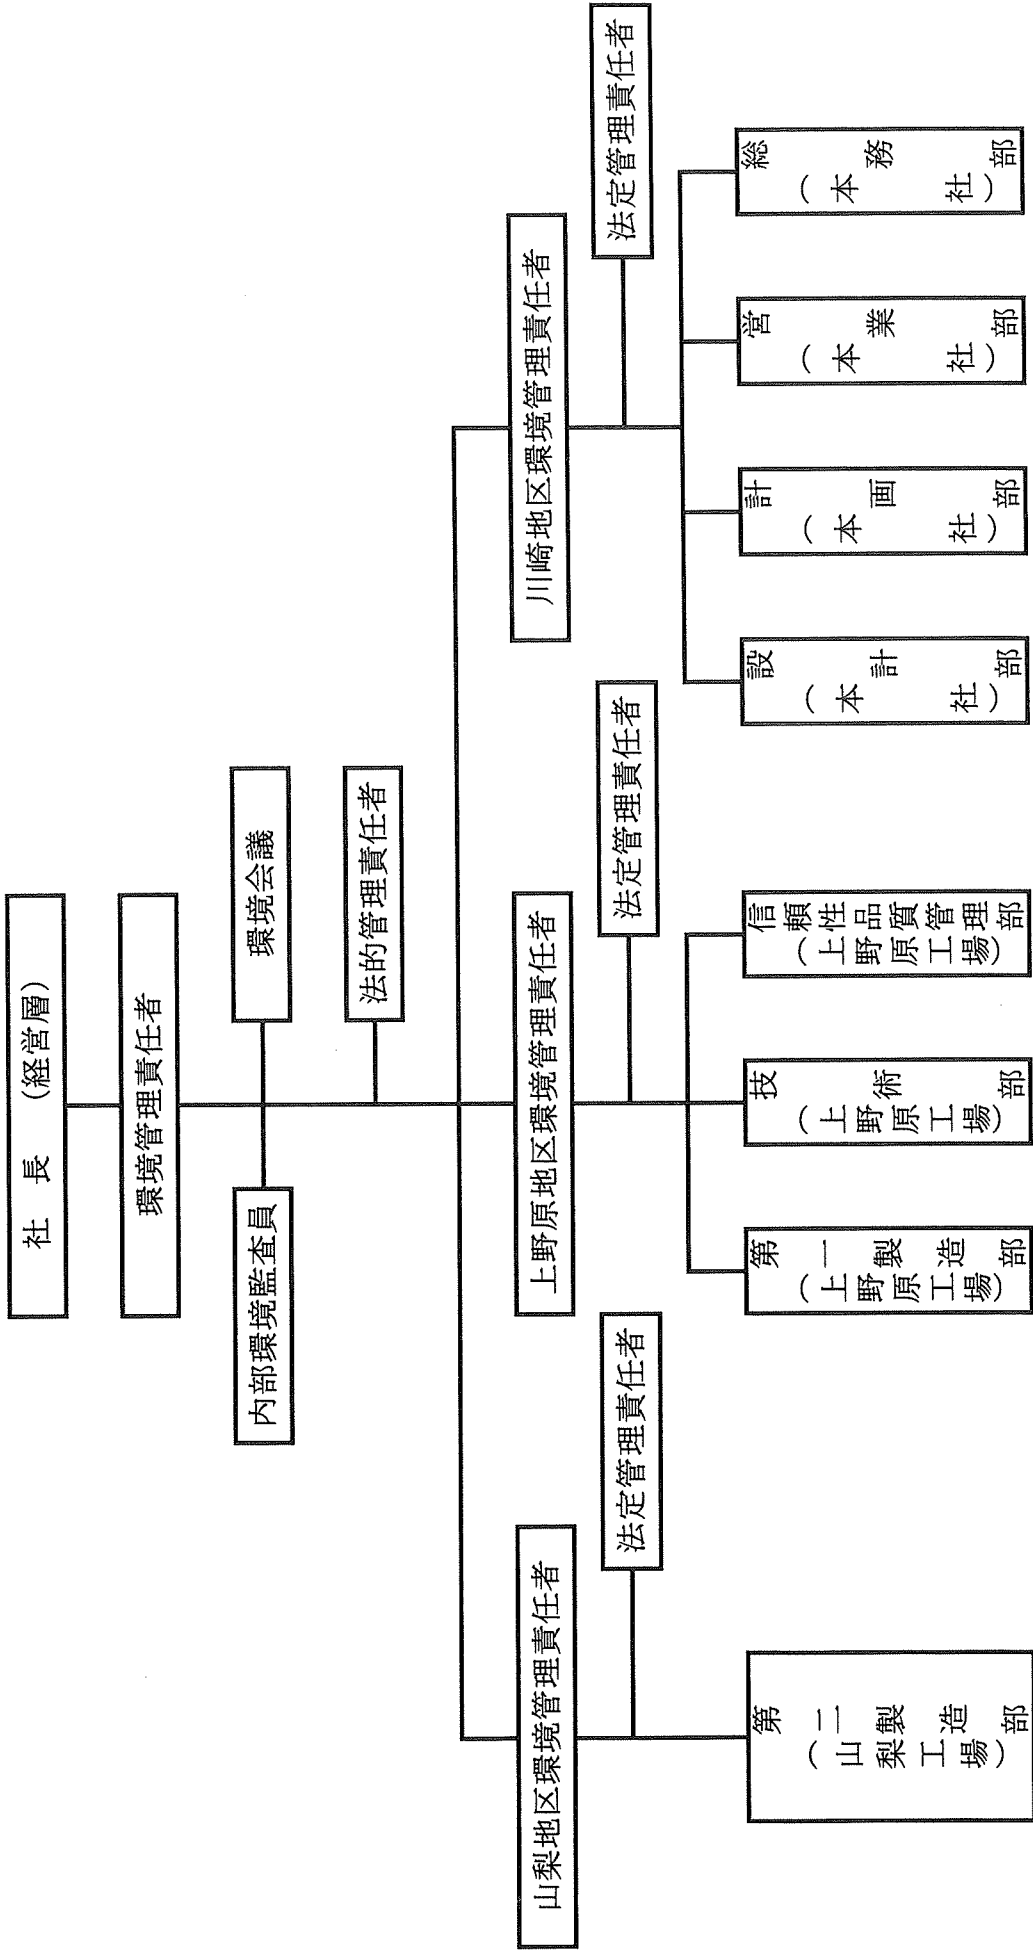 社　長　（経営層）
環境管理責任者
内部環境監査員
環境会議
法的管理責任者
山梨地区環境管理責任者
上野原地区環境管理責任者
川崎地区環境管理責任者
法定管理責任者
法定管理責任者
法定管理責任者
第二製造部
（山梨工場）
第一製造部
（上野原工場）
技術部
（上野原工場）
信頼性品質管理部
（上野原工場）
設計部
（本社）
計画部
（本社）
営業部
（本社）
総務部
（本社）